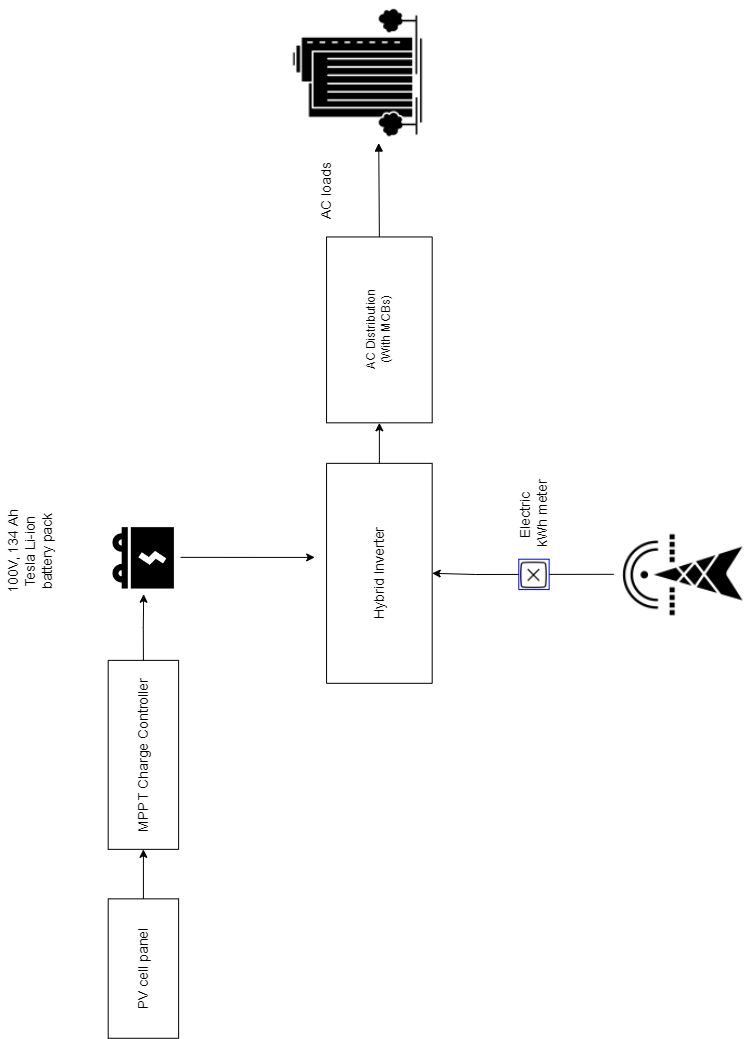 100V, 134 Ah
Tesla Li-ion
battery pack
PV cell panel
MPPT Charge Controller
Hybrid Inverter
AC Distribution
(With MCBs)
AC loads
Electric
kWh meter